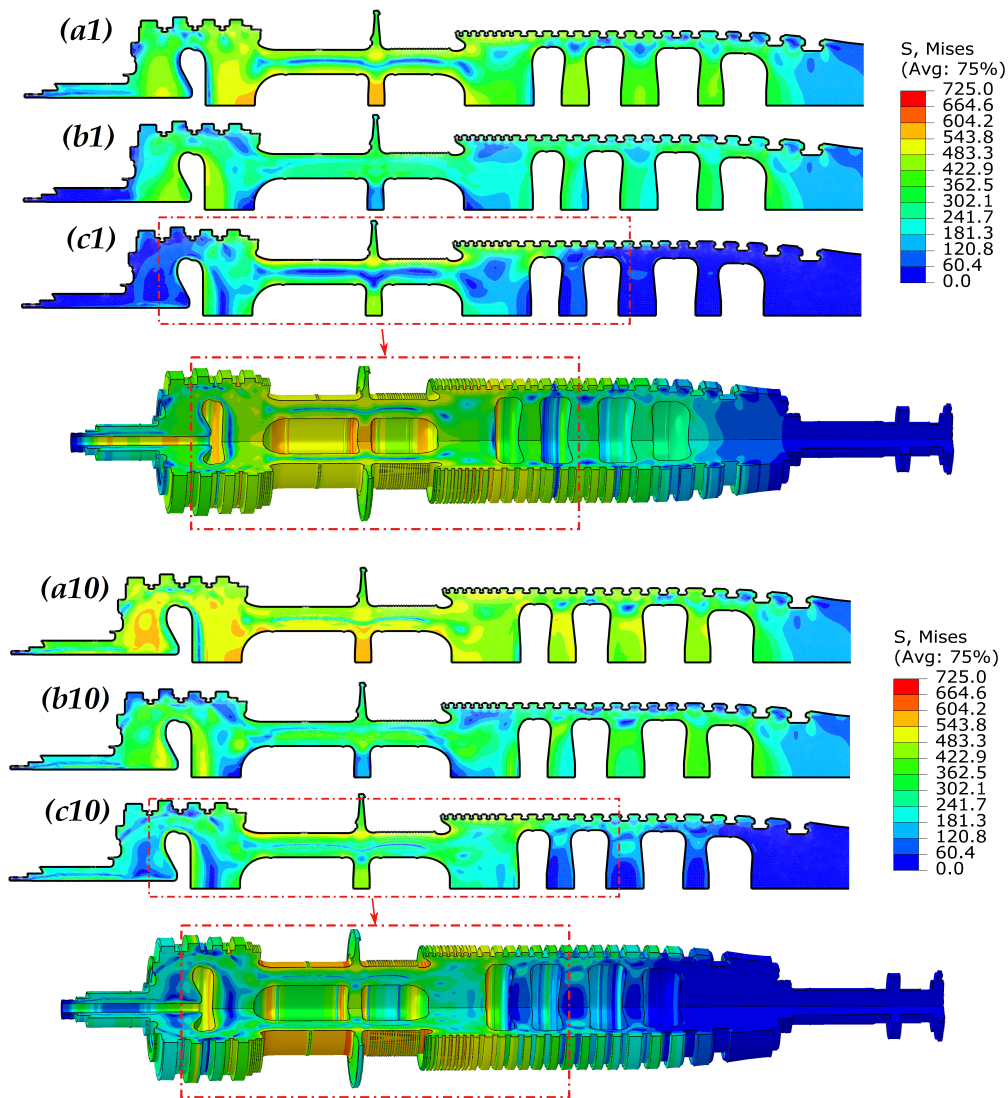 (a1)
S, Mises
(Avg: 75%)
725.0
664.6
604.2
543.8
483.3
422.9
362.5
302.1
241.7
181.3
120.8
60.4
0.0
(b1)
(c1)
(a10)
S, Mises
(Avg: 75%)
725.0
664.6
604.2
543.8
483.3
422.9
362.5
302.1
241.7
181.3
120.8
60.4
0.0
(b10)
(c10)